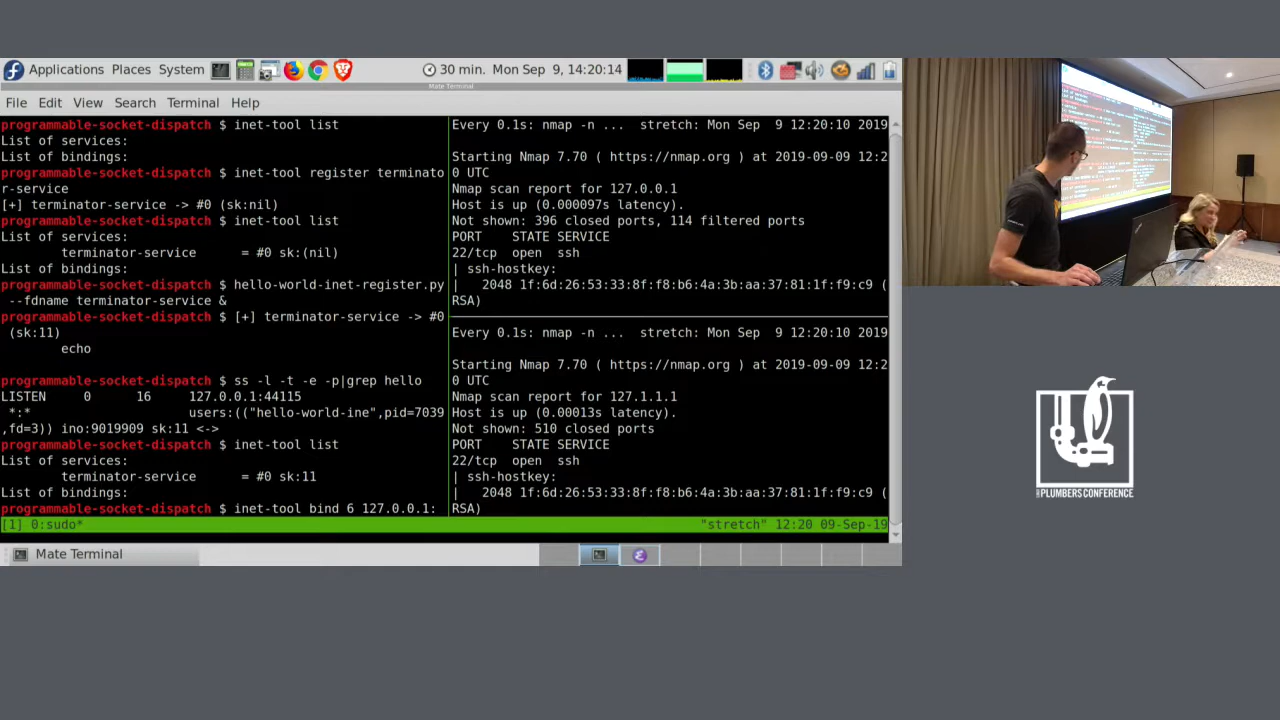 Applications Places System 30 min. Mon Sep 9, 14:20:14
Mate Terminal
File Edit View Search Terminal Help
programmable-socket-dispatch $ inet-tool list
List of services:
List of bindings:
programmable-socket-dispatch $ inet-tool register terminato
r-service
[+] terminator-service -> #0 (sk:nil)
programmable-socket-dispatch $ inet-tool list
List of services:
terminator-service = #0 sk:(nil)
List of bindings:
programmable-socket-dispatch $ hello-world-inet-register.py
--fdname terminator-service &
programmable-socket-dispatch $ [+] terminator-service -> #0
(sk:11)
echo
programmable-socket-dispatch $ ss -l -t -e -p|grep hello
LISTEN 0 16 127.0.0.1:44115
*:* users:(("hello-world-ine",pid=7039
,fd=3)) ino:9019909 sk:11 <->
programmable-socket-dispatch $ inet-tool list
List of services:
terminator-service = #0 sk:11
List of bindings:
programmable-socket-dispatch $ inet-tool bind 6 127.0.0.1:
Every 0.1s: nmap -n ... stretch: Mon Sep 9 12:20:10 2019
Starting Nmap 7.70 ( https://nmap.org ) at 2019-09-09 12:2
0 UTC
Nmap scan report for 127.0.0.1
Host is up (0.000097s latency).
Not shown: 396 closed ports, 114 filtered ports
PORT STATE SERVICE
22/tcp open ssh
| ssh-hostkey:
| 2048 1f:6d:26:53:33:8f:f8:b6:4a:3b:aa:37:81:1f:f9:c9 (
RSA)
Every 0.1s: nmap -n ... stretch: Mon Sep 9 12:20:10 2019
Starting Nmap 7.70 ( https://nmap.org ) at 2019-09-09 12:2
0 UTC
Nmap scan report for 127.1.1.1
Host is up (0.00013s latency).
Not shown: 510 closed ports
PORT STATE SERVICE
22/tcp open ssh
| ssh-hostkey:
| 2048 1f:6d:26:53:33:8f:f8:b6:4a:3b:aa:37:81:1f:f9:c9 (
RSA)
[1] 0:sudo* "stretch" 12:20 09-Sep-19
Mate Terminal
PLUMBERS CONFERENCE